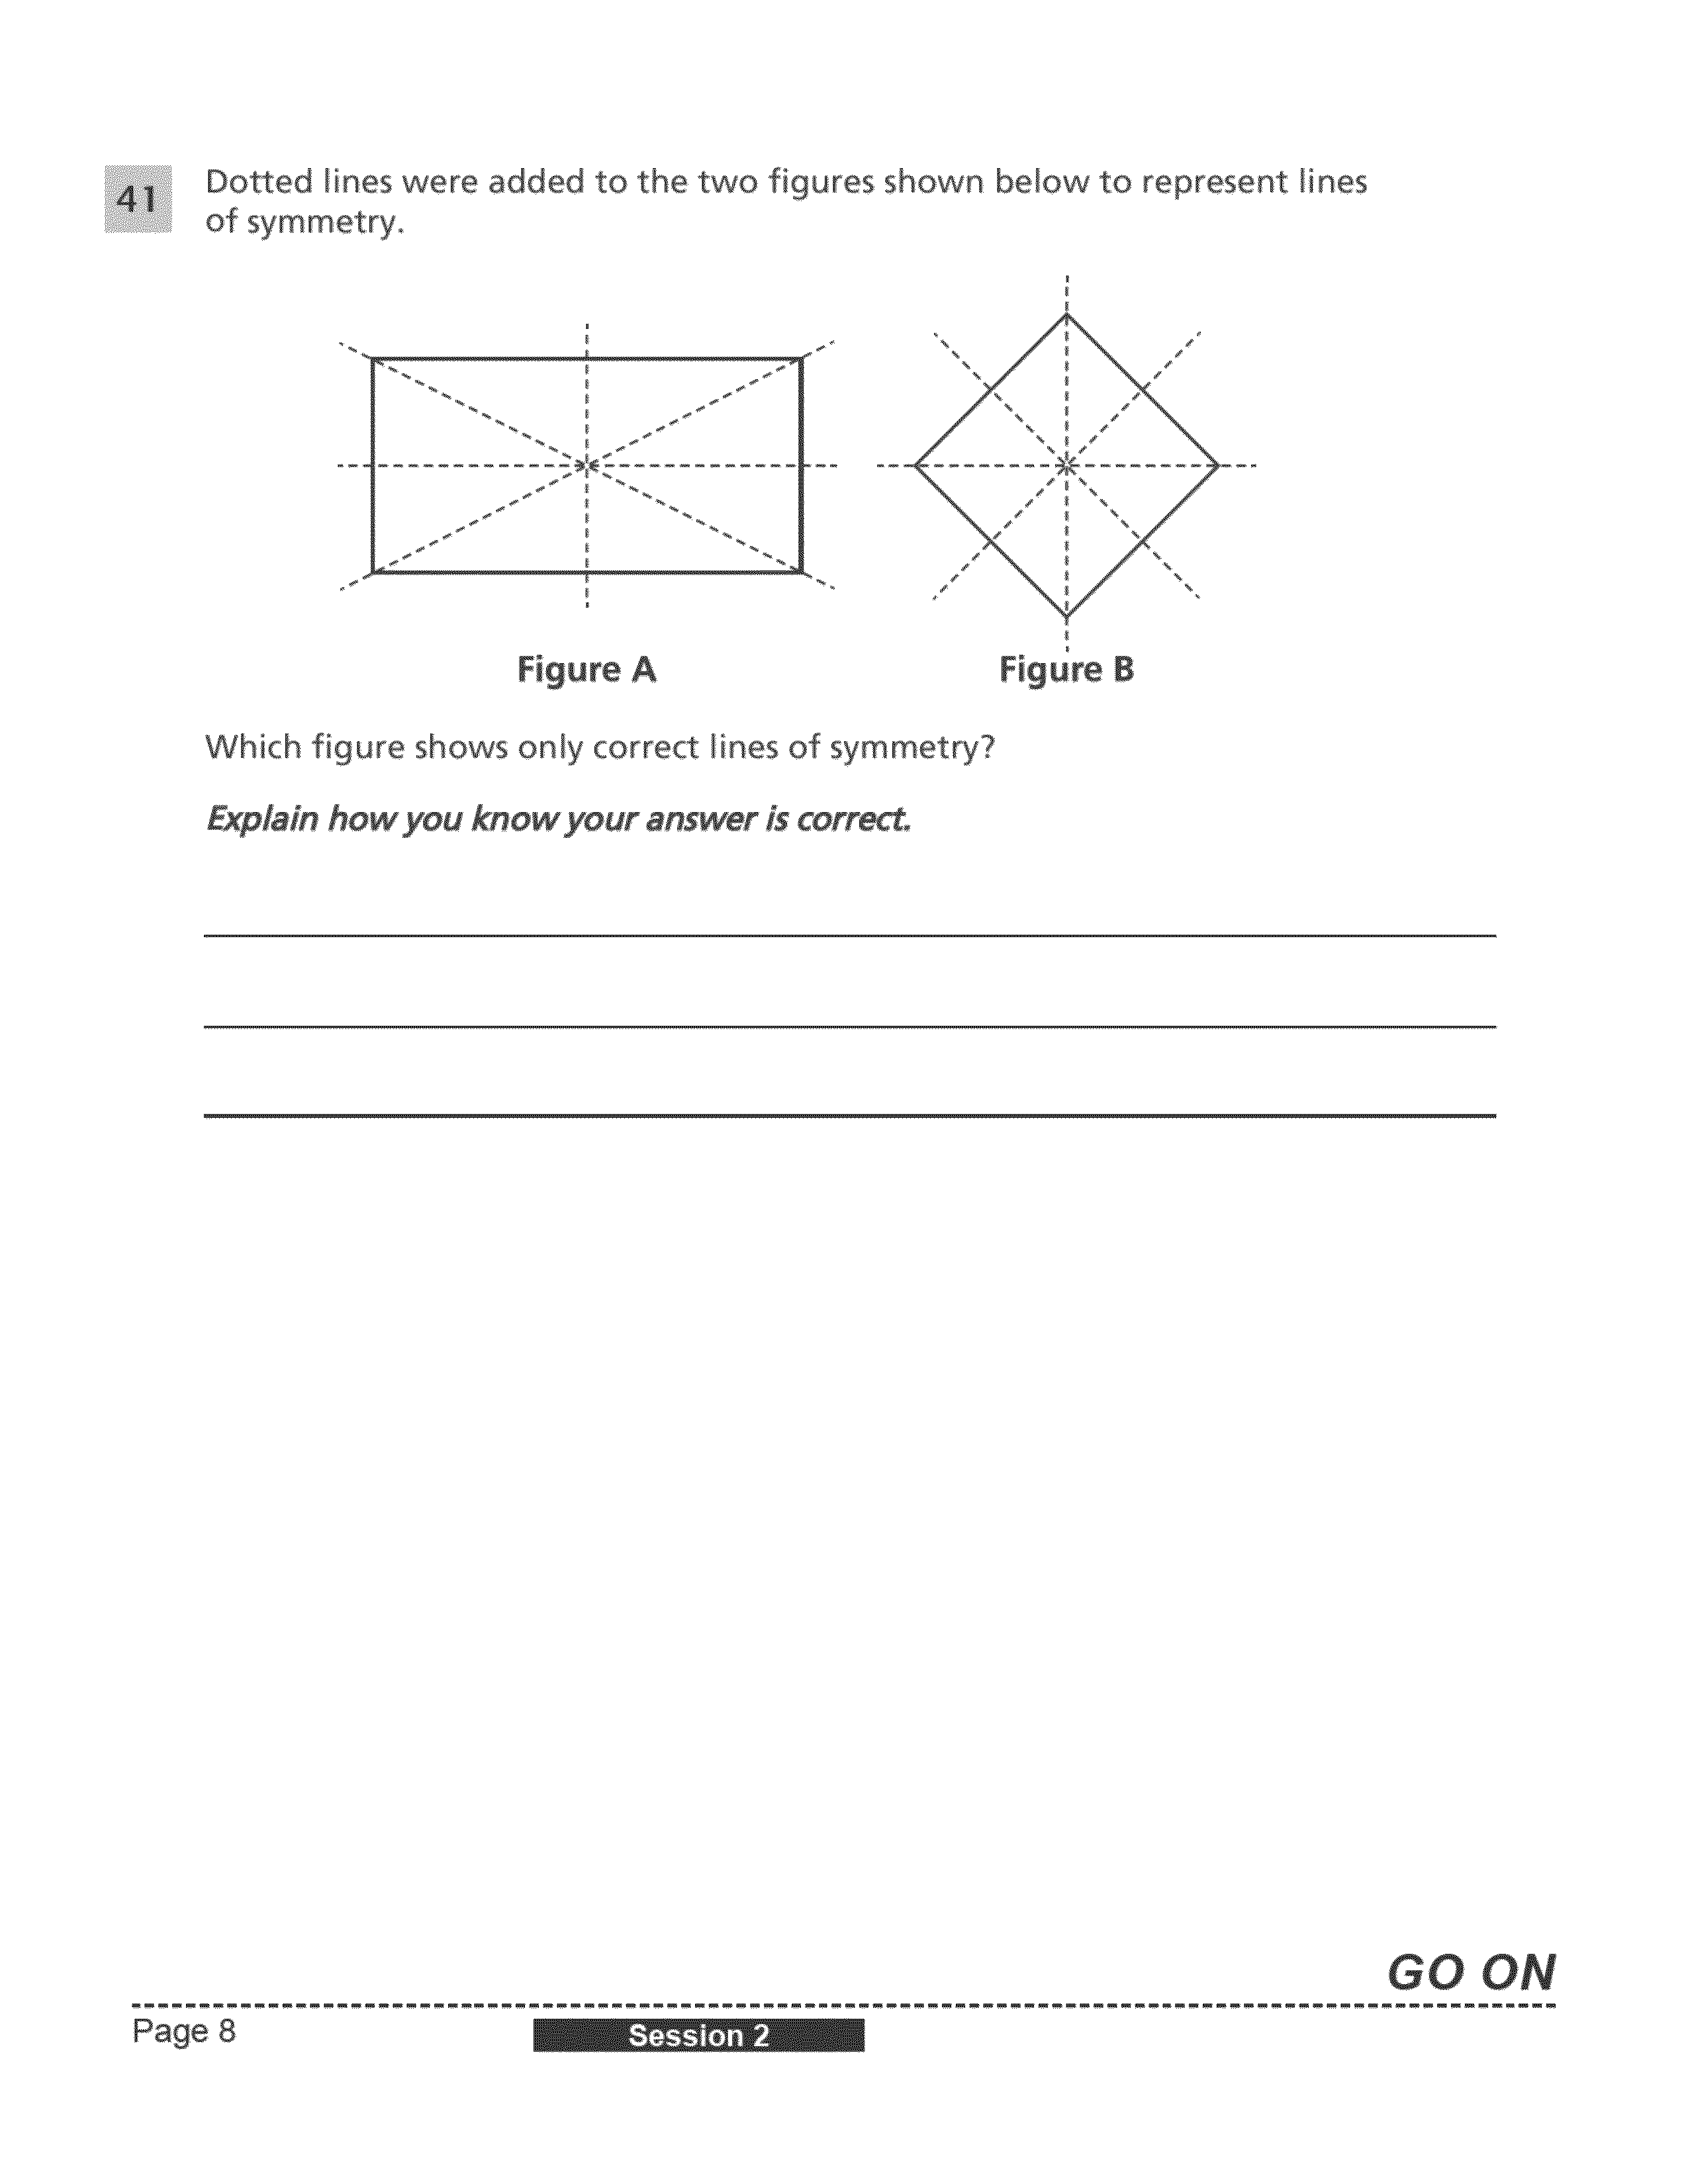 41
Dotted lines were added to the two figures shown below to represent lines
of symmetry.
Figure A
Figure B
Which figure shows only correct lines of symmetry?
Explain how you know your answer is correct.
GO ON
Page 8
Session 2